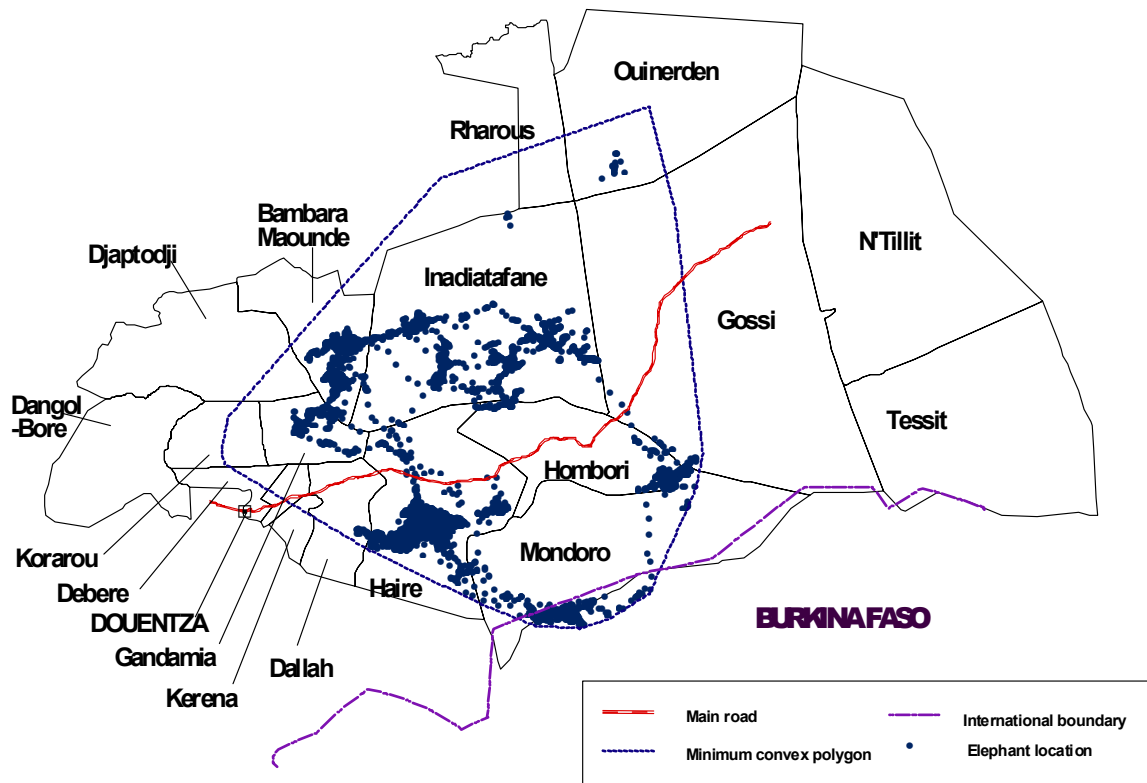 Ouinerden
Rharous
Bambara
Maounde
Djaptodji
N'Tillit
Inadiatafane
Gossi
Dangol
-Bore
Tessit
Hombori
Korarou
Mondoro
Debere
Haire
DOUENTZA
BURKINA FASO
Gandamia
Dallah
Kerena
Main road
International boundary
Minimum convex polygon
Elephant location